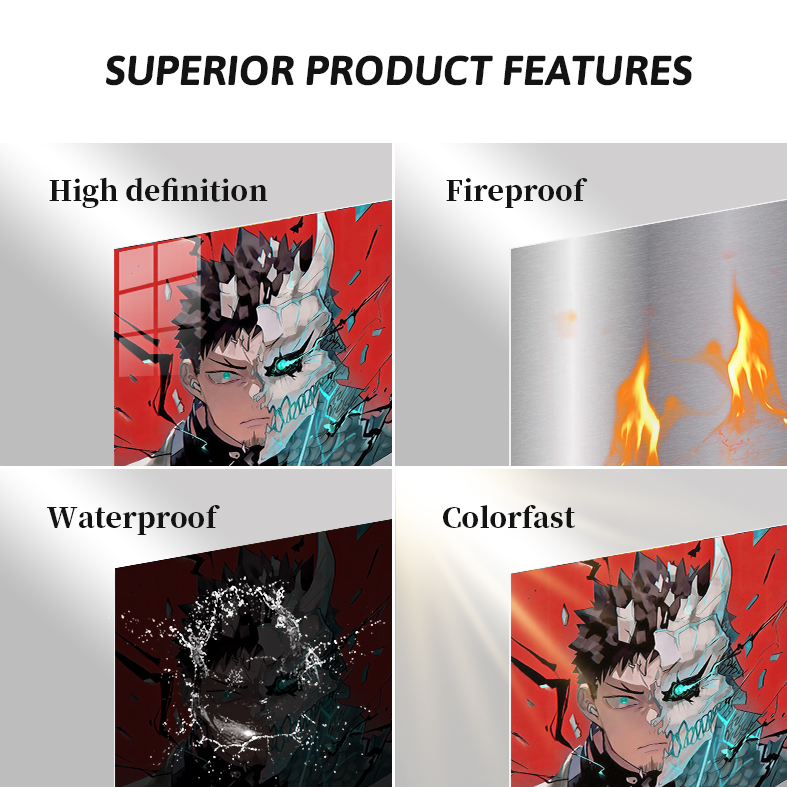 SUPERIOR PRODUCT FEATURES
High definition
Fireproof
Waterproof
Colorfast